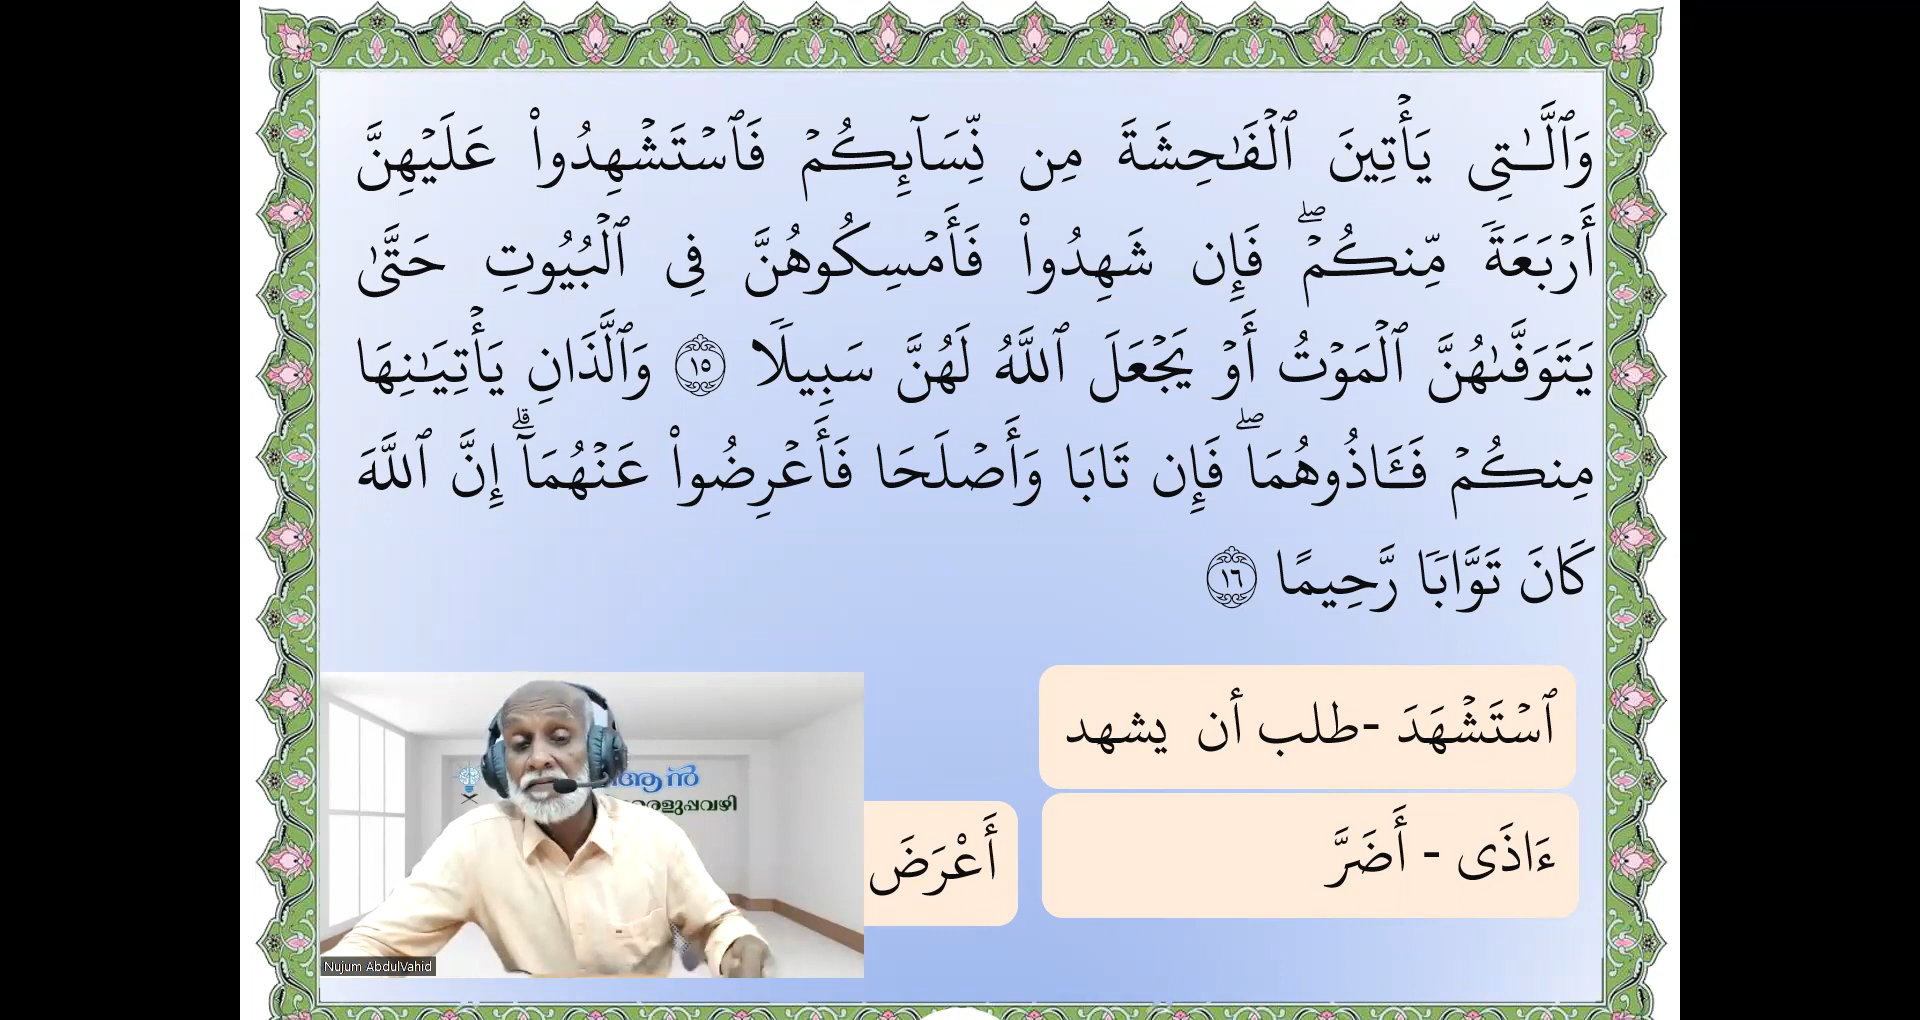 وَٱلَّـٰتِى يَأْتِينَ ٱلْفَـٰحِشَةَ مِن نِّسَآئِكُمْ فَٱسْتَشْهِدُوا۟ عَلَيْهِنَّ
أَرْبَعَةً مِّنكُمْ ۖ فَإِن شَهِدُوا۟ فَأَمْسِكُوهُنَّ فِى ٱلْبُيُوتِ حَتَّىٰ
يَتَوَفَّىٰهُنَّ ٱلْمَوْتُ أَوْ يَجْعَلَ ٱللَّهُ لَهُنَّ سَبِيلًا ١٥ وَٱلَّذَانِ يَأْتِيَـٰنِهَا
مِنكُمْ فَـَٔاذُوهُمَا ۖ فَإِن تَابَا وَأَصْلَحَا فَأَعْرِضُوا۟ عَنْهُمَآ ۗ إِنَّ ٱللَّهَ
كَانَ تَوَّابًا رَّحِيمًا ١٦
ٱسْتَشْهَدَ -طلب أن يشهد
ءَاذَى - أَضَرَّ
أَعْرَضَ
Nujum AbdulVahid